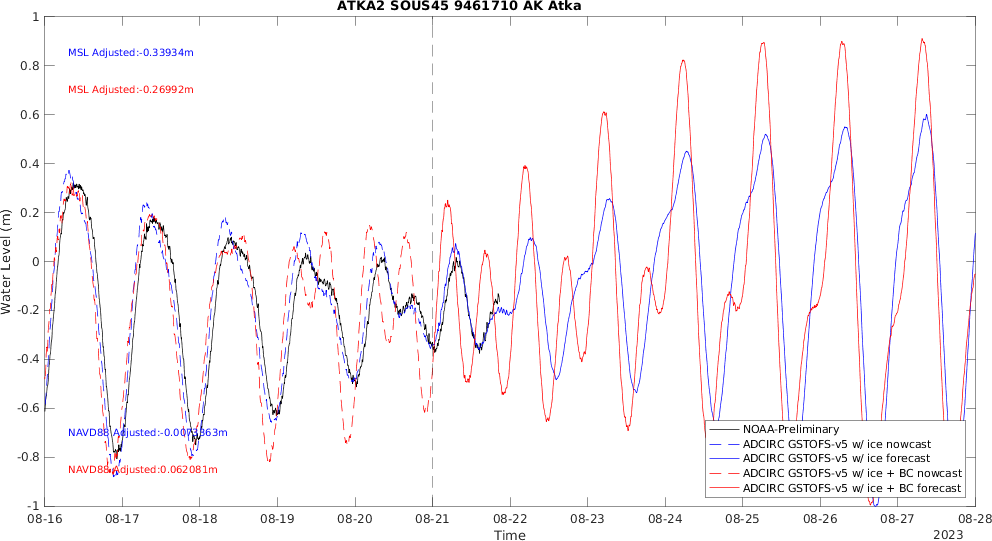 ATKA2 SOUS45 9461710 AK Atka
MSL Adjusted:-0.33934m
MSL Adjusted:-0.26992m
NAVD88 Adjusted:-0.0073363m
NAVD88 Adjusted:0.062081m
Water Level (m)
1
0.8
0.6
0.4
0.2
0
-0.2
-0.4
-0.6
-0.8
-1
NOAA-Preliminary
ADCIRC GSTOFS-v5 w/ ice nowcast
ADCIRC GSTOFS-v5 w/ ice forecast
ADCIRC GSTOFS-v5 w/ ice + BC nowcast
ADCIRC GSTOFS-v5 w/ ice + BC forecast
08-16 08-17 08-18 08-19 08-20 08-21 08-22 08-23 08-24 08-25 08-26 08-27 08-28
Time
2023